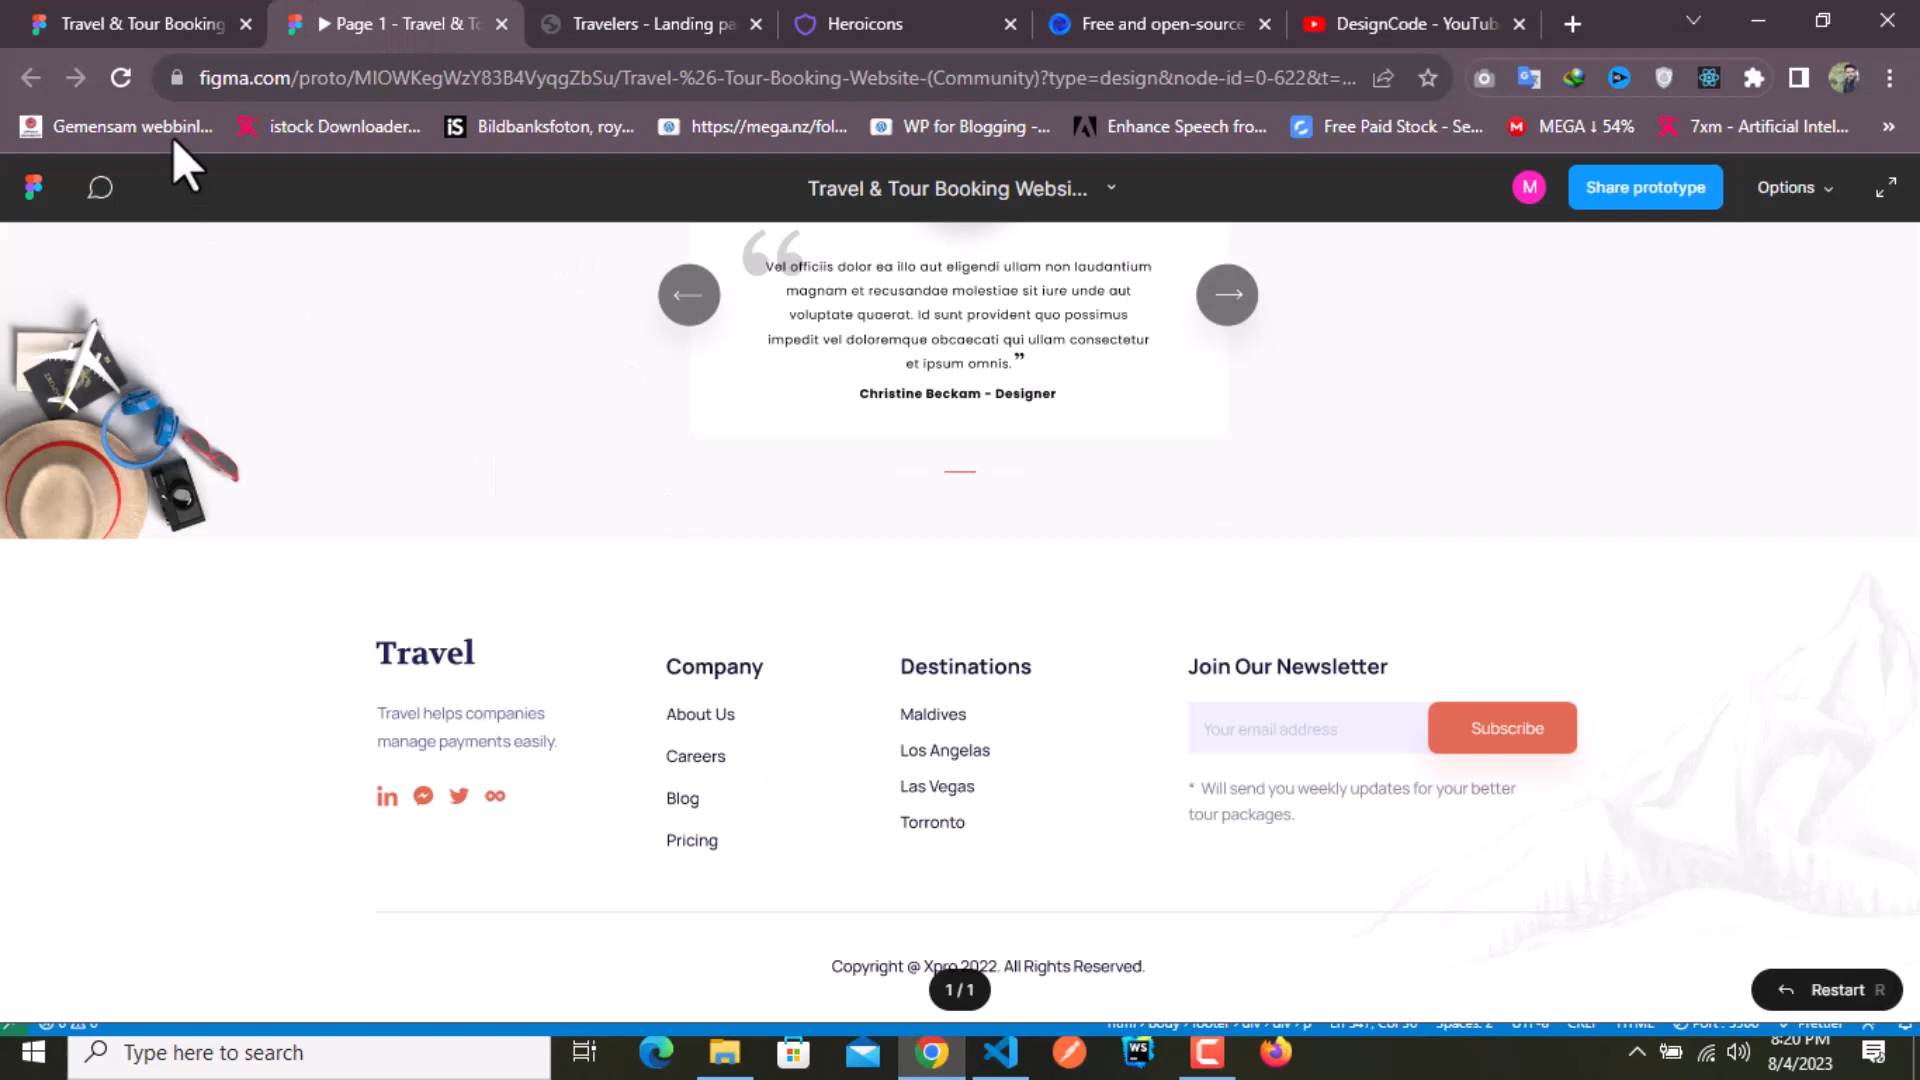 Travel & Tour Booking
Page 1 - Travel & To
Travelers - Landing pa
Heroicons
Free and open-source
DesignCode - YouTub
figma.com/proto/MIOWKegWzY83B4VyqgZbSu/Travel-%26-Tour-Booking-Website-(Community)?type=design&node-id=0-622&t=...
Gemensam webbinl...
istock Downloader...
iS
Bildbanksfoton, roy...
https://mega.nz/fol...
WP for Blogging -...
Enhance Speech fro...
Free Paid Stock - Se...
M
MEGA ↓ 54%
7xm - Artificial Intel...
»
Travel & Tour Booking Websi...
M
Share prototype
Options
Vel officiis dolor ea illo aut eligendi ullam non laudantium
magnam et recusandae molestiae sit iure unde aut
voluptate quaerat. Id sunt provident quo possimus
impedit vel doloremque obcaecati qui ullam consectetur
et ipsum omnis.”
Christine Beckam - Designer
Travel
Travel helps companies
manage payments easily.
Company
About Us
Careers
Blog
Pricing
Destinations
Maldives
Los Angelas
Las Vegas
Torronto
Join Our Newsletter
Your email address
Subscribe
* Will send you weekly updates for your better
tour packages.
Copyright @ Xpro 2022. All Rights Reserved.
1 / 1
Restart R
Type here to search
WS
8:20 PM
8/4/2023